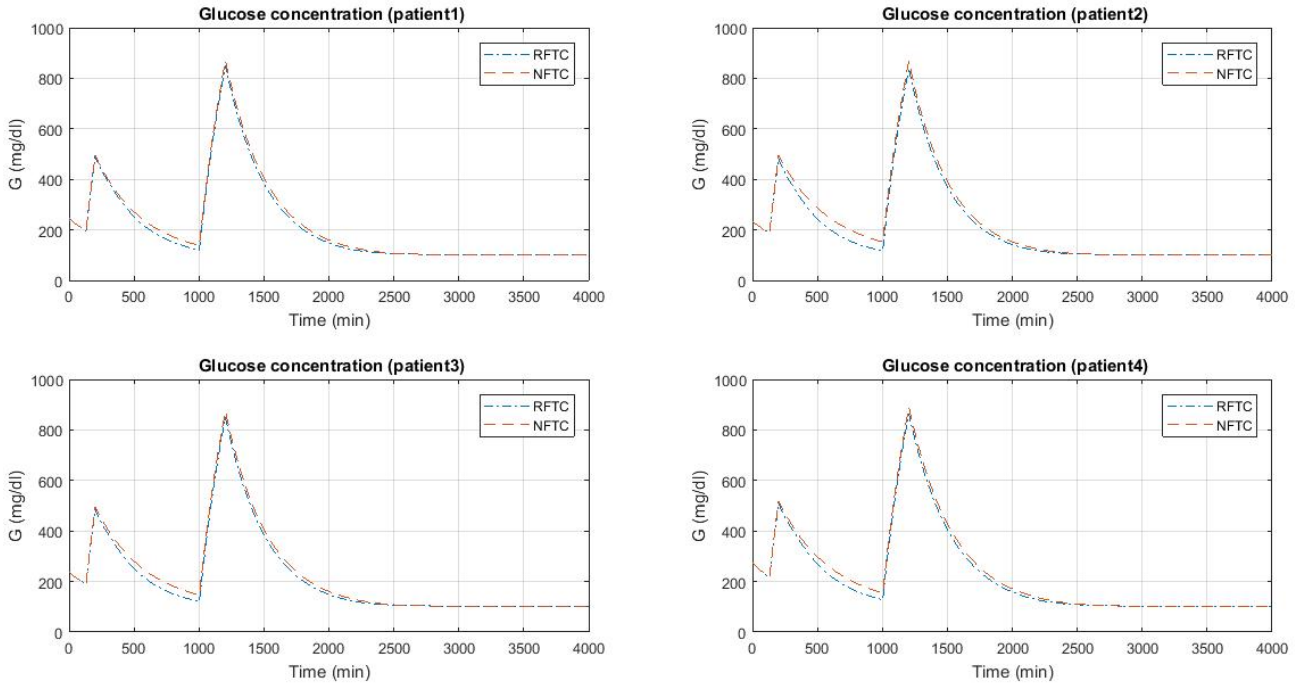 Glucose concentration (patient1)
1000
800
600
400
200
0
G (mg/dl)
0 500 1000 1500 2000 2500 3000 3500 4000
Time (min)
RFTC
NFTC
Glucose concentration (patient2)
1000
800
600
400
200
0
G (mg/dl)
0 500 1000 1500 2000 2500 3000 3500 4000
Time (min)
RFTC
NFTC
Glucose concentration (patient3)
1000
800
600
400
200
0
G (mg/dl)
0 500 1000 1500 2000 2500 3000 3500 4000
Time (min)
RFTC
NFTC
Glucose concentration (patient4)
1000
800
600
400
200
0
G (mg/dl)
0 500 1000 1500 2000 2500 3000 3500 4000
Time (min)
RFTC
NFTC